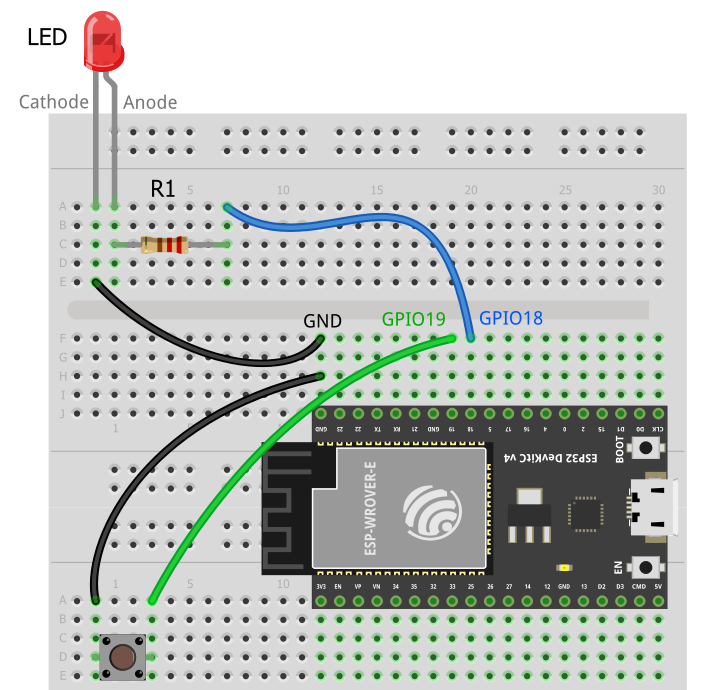 LED
Cathode Anode
R1
5 10 15 20 25 30
A
B
C
D
E
GND GPIO19 GPIO18
F
G
H
I
J
1 5
GND 23 22 TX RX 21 GND 19 18 5 17 16 4 0 2 15 D1 D0 CLK
ESP32 DevKitC v4
BOOT
ESP-WROVER-E
EN
3V3 EN VP VN 34 35 32 33 25 26 27 14 12 GND 13 D2 D3 CMD 5V
1 5 10
A
B
C
D
E